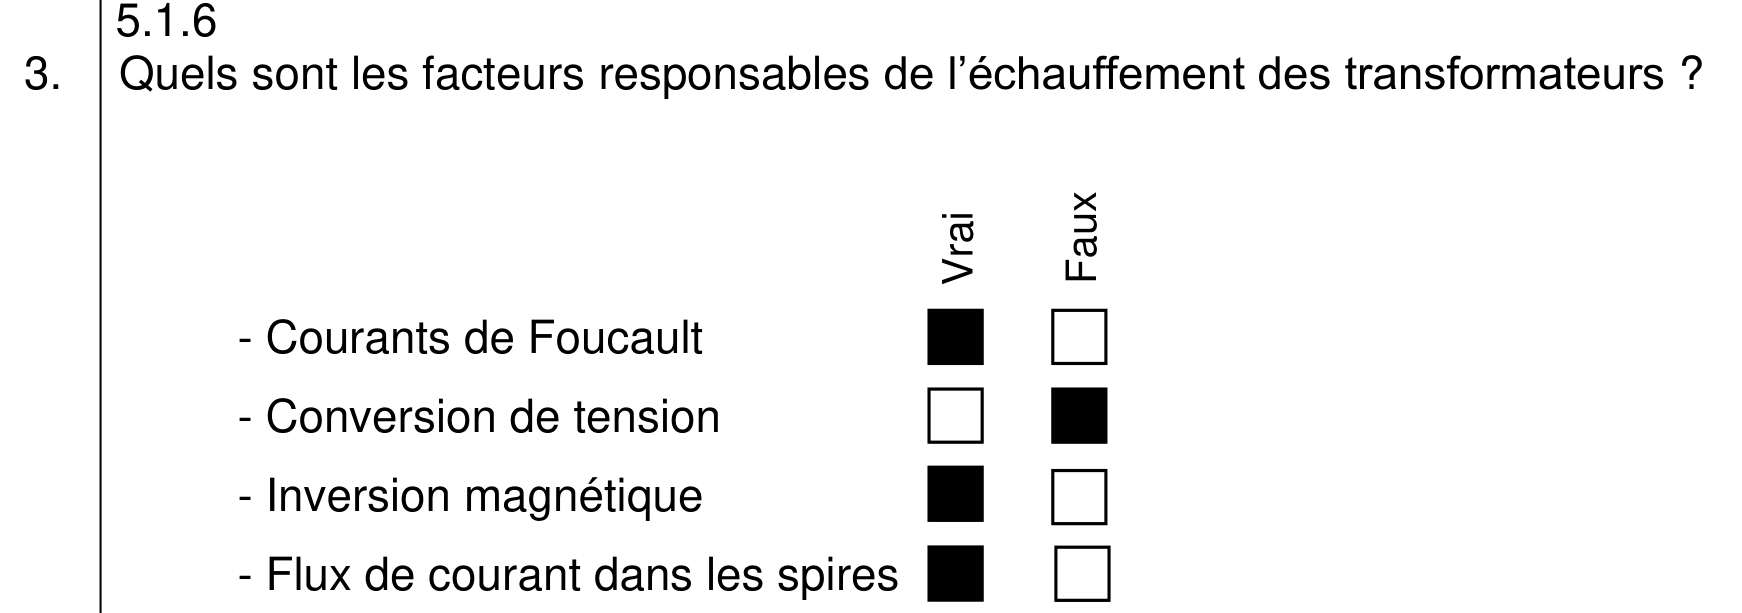 5.1.6
3. Quels sont les facteurs responsables de l’échauffement des transformateurs ?
Vrai Faux
- Courants de Foucault
- Conversion de tension
- Inversion magnétique
- Flux de courant dans les spires